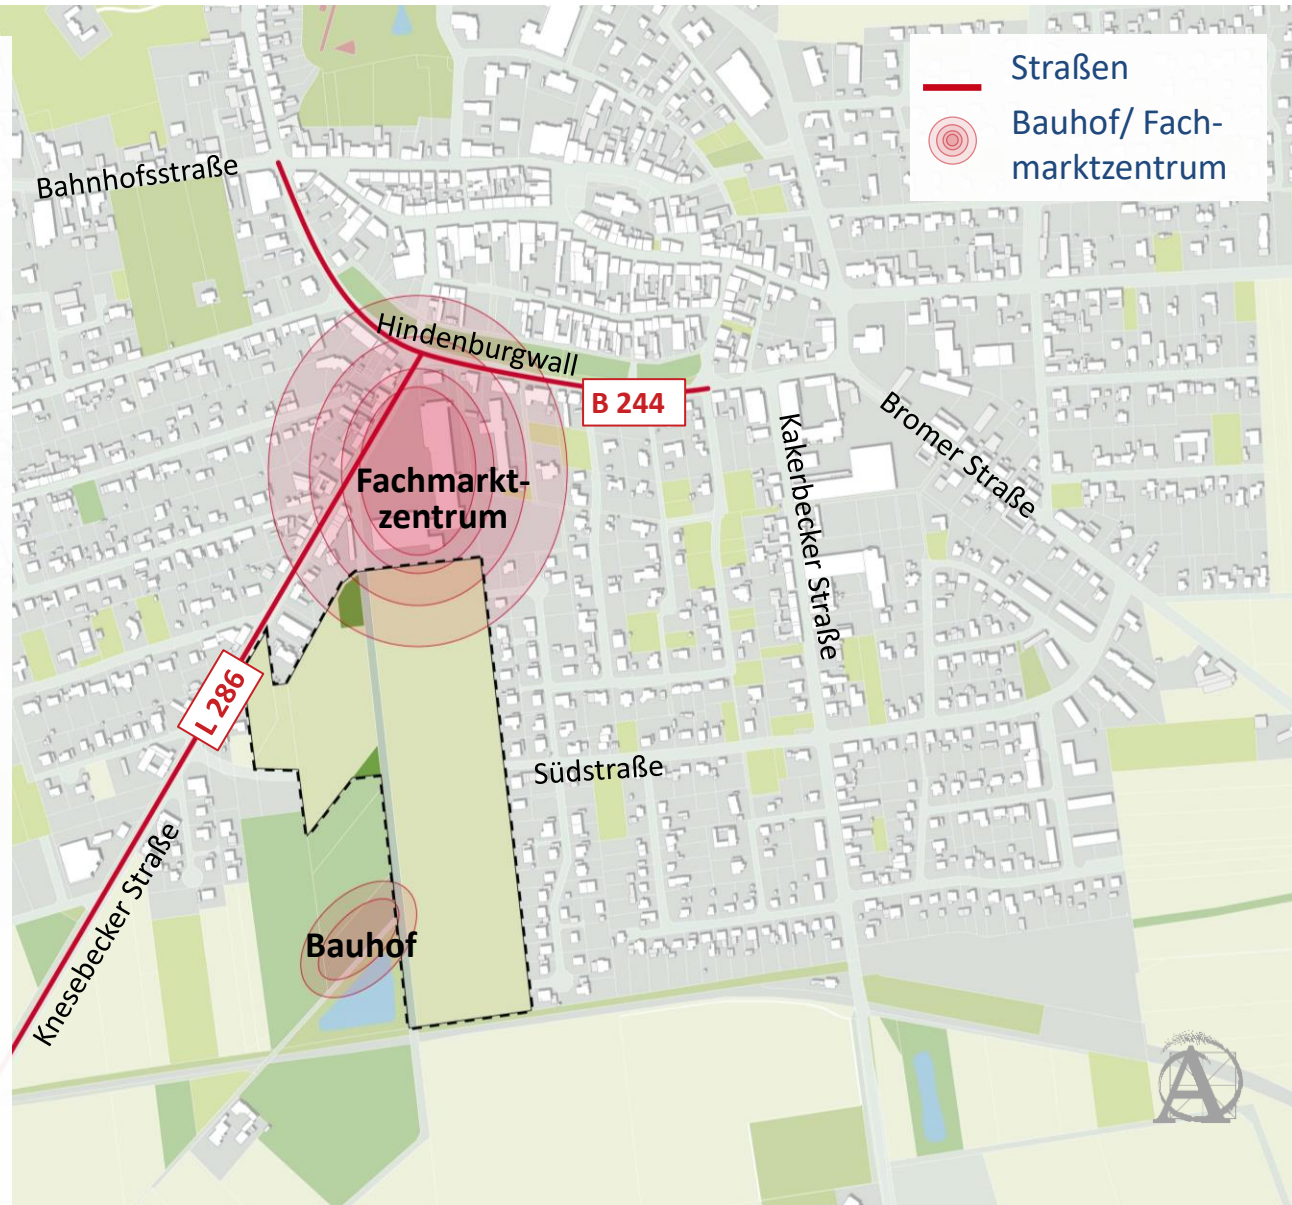 Straßen
Bauhof/ Fach-
marktzentrum
Bahnhofsstraße
Hindenburgwall
B 244
Bromer Straße
Kakerbecker Straße
Fachmarkt-
zentrum
L 286
Südstraße
Knesebecker Straße
Bauhof
A